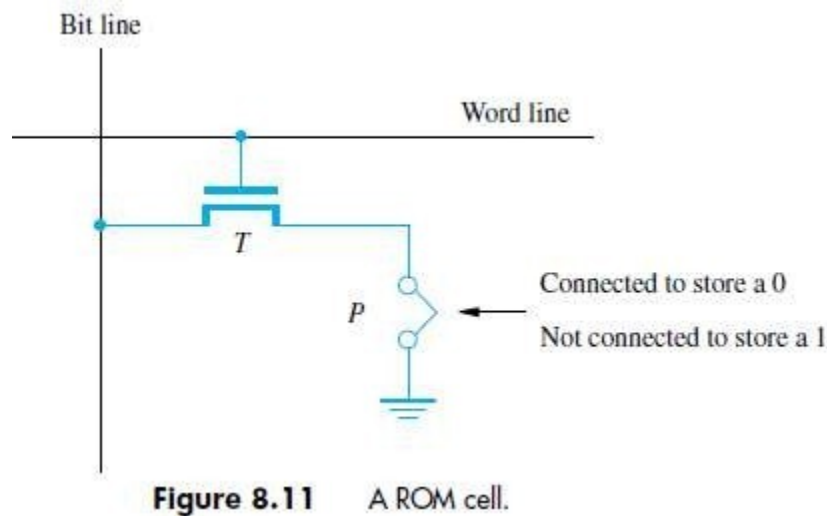 Bit line
Word line
T
P
Connected to store a 0
Not connected to store a 1
Figure 8.11 A ROM cell.